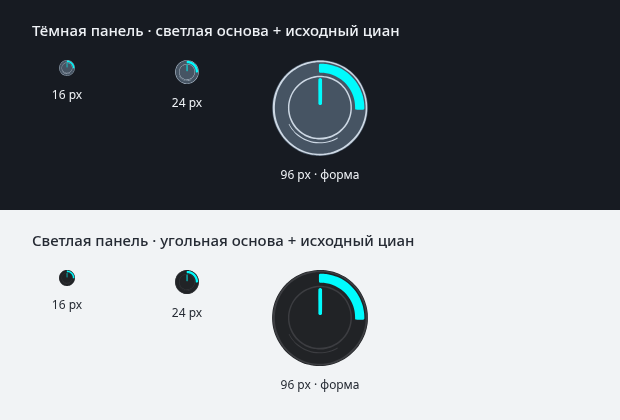 Тёмная панель · светлая основа + исходный циан
16 px
24 px
96 px · форма
Светлая панель · угольная основа + исходный циан
16 px
24 px
96 px · форма